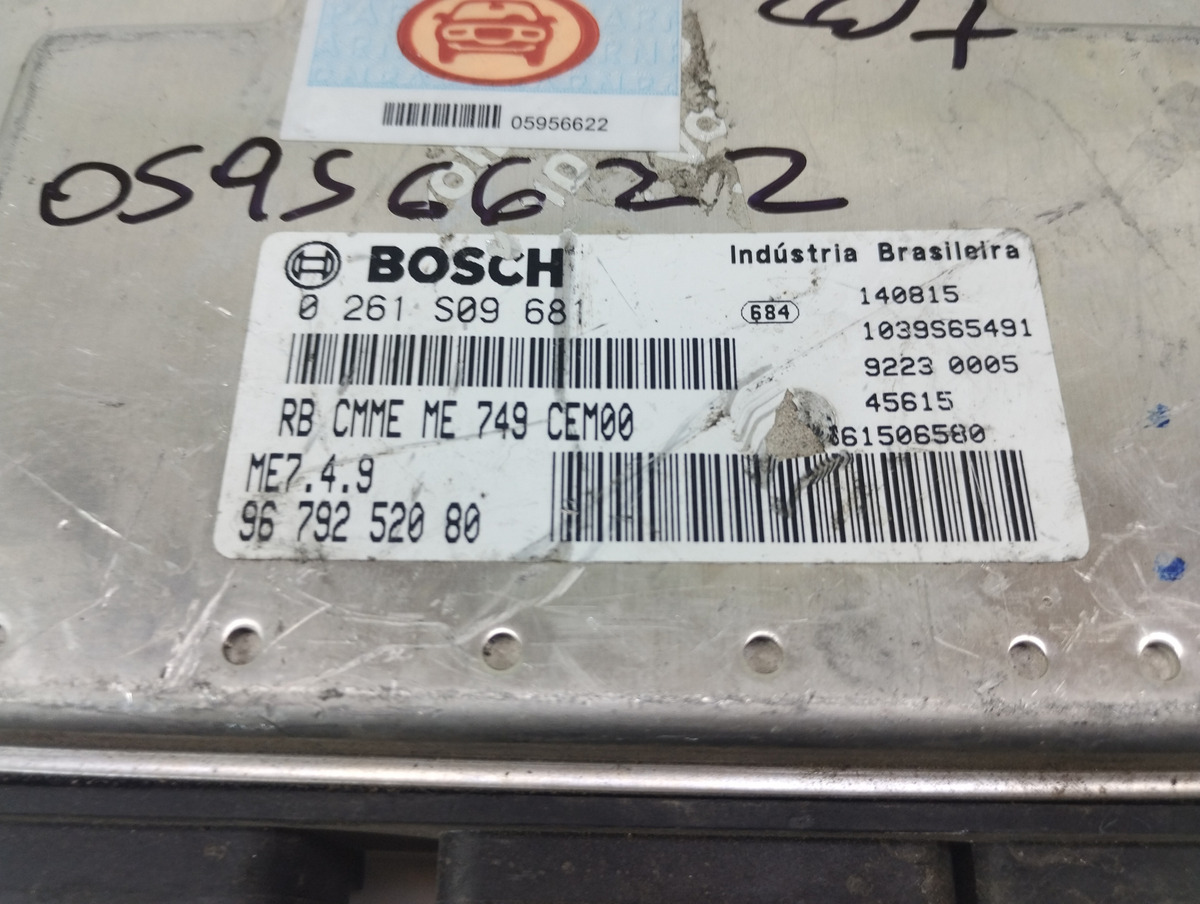 05956622
05956622
BOSCH
Indústria Brasileira
0 261 S09 681
684
140815
1039S65491
9223 0005
RB CMME ME 749 CEM00
45615
61506580
ME7.4.9
96 792 520 80